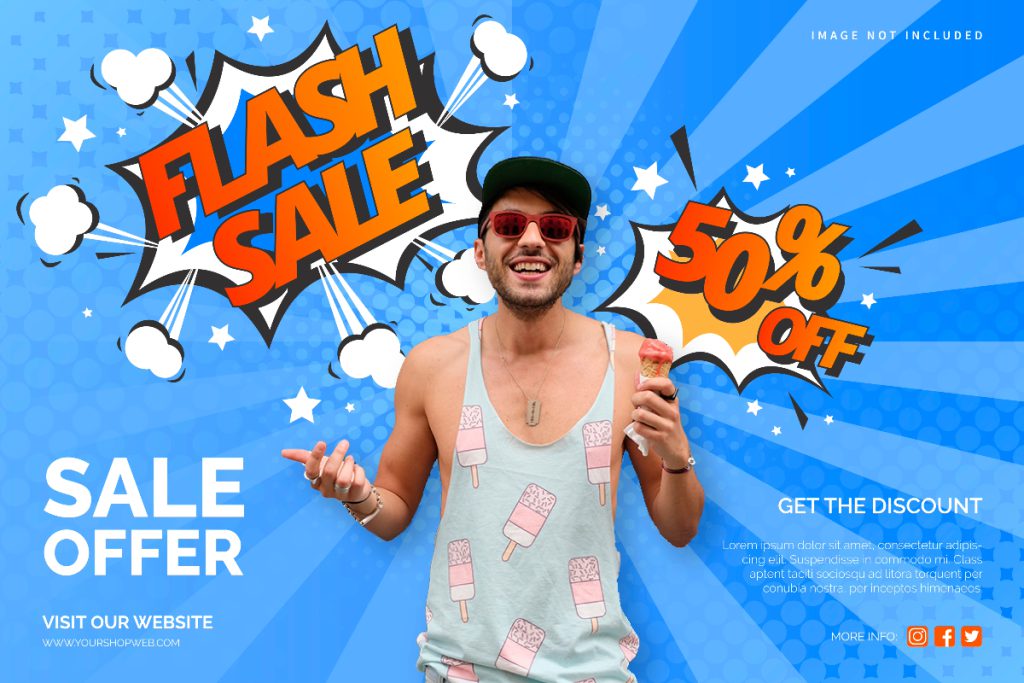 IMAGE NOT INCLUDED
FLASH
SALE
50%
OFF
SALE
OFFER
VISIT OUR WEBSITE
WWW.YOURSHOPWEB.COM
GET THE DISCOUNT
Lorem ipsum dolor sit amet, consectetur adipis-
cing elit. Suspendisse in commodo mi. Class
aptent taciti sociosqu ad litora torquent per
conubia nostra, per inceptos himenaeos.
MORE INFO: